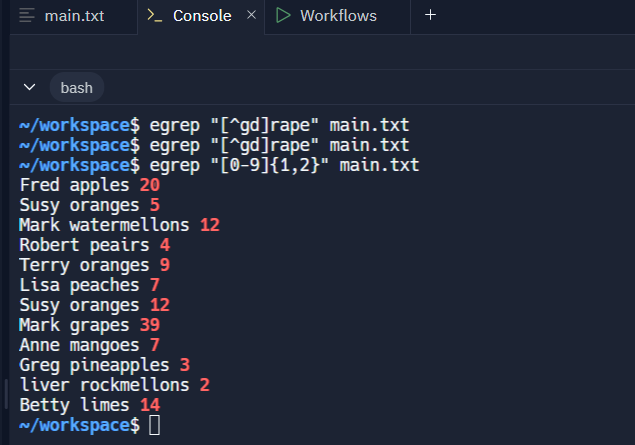 main.txt Console Workflows
bash
~/workspace$ egrep "[^gd]rape" main.txt
~/workspace$ egrep "[^gd]rape" main.txt
~/workspace$ egrep "[0-9]{1,2}" main.txt
Fred apples 20
Susy oranges 5
Mark watermellons 12
Robert peairs 4
Terry oranges 9
Lisa peaches 7
Susy oranges 12
Mark grapes 39
Anne mangoes 7
Greg pineapples 3
liver rockmellons 2
Betty limes 14
~/workspace$